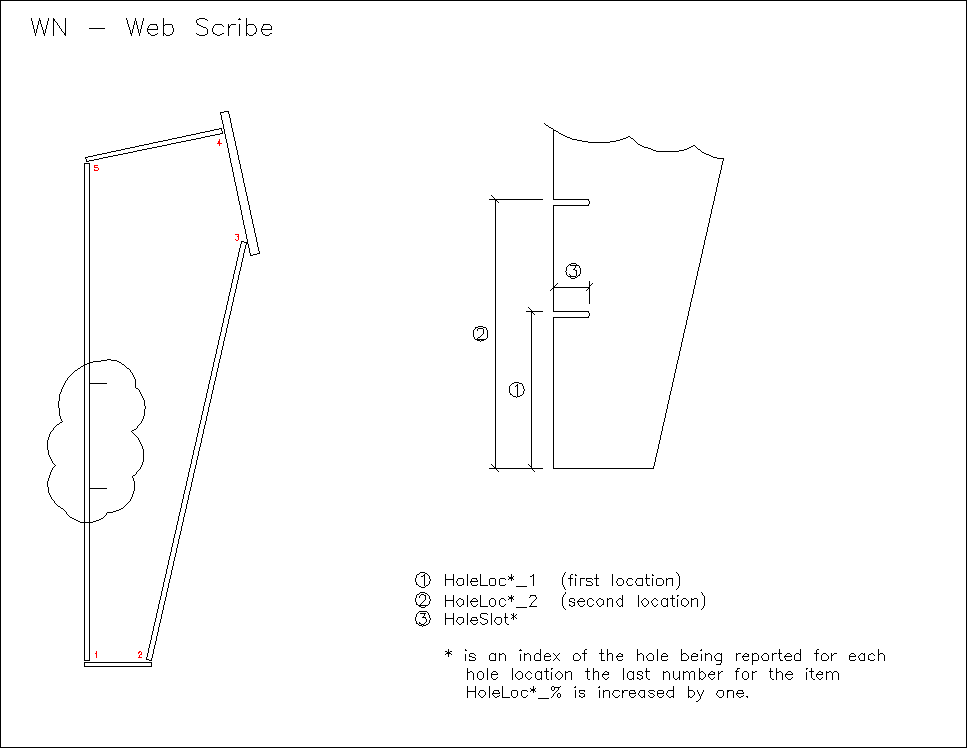 WN - Web Scribe
4
5
3
③
②
①
① HoleLoc*_1 (first location)
② HoleLoc*_2 (second location)
③ HoleSlot*
1 2
* is an index of the hole being reported for each
hole location the last number for the item
HoleLoc*_% is increased by one.